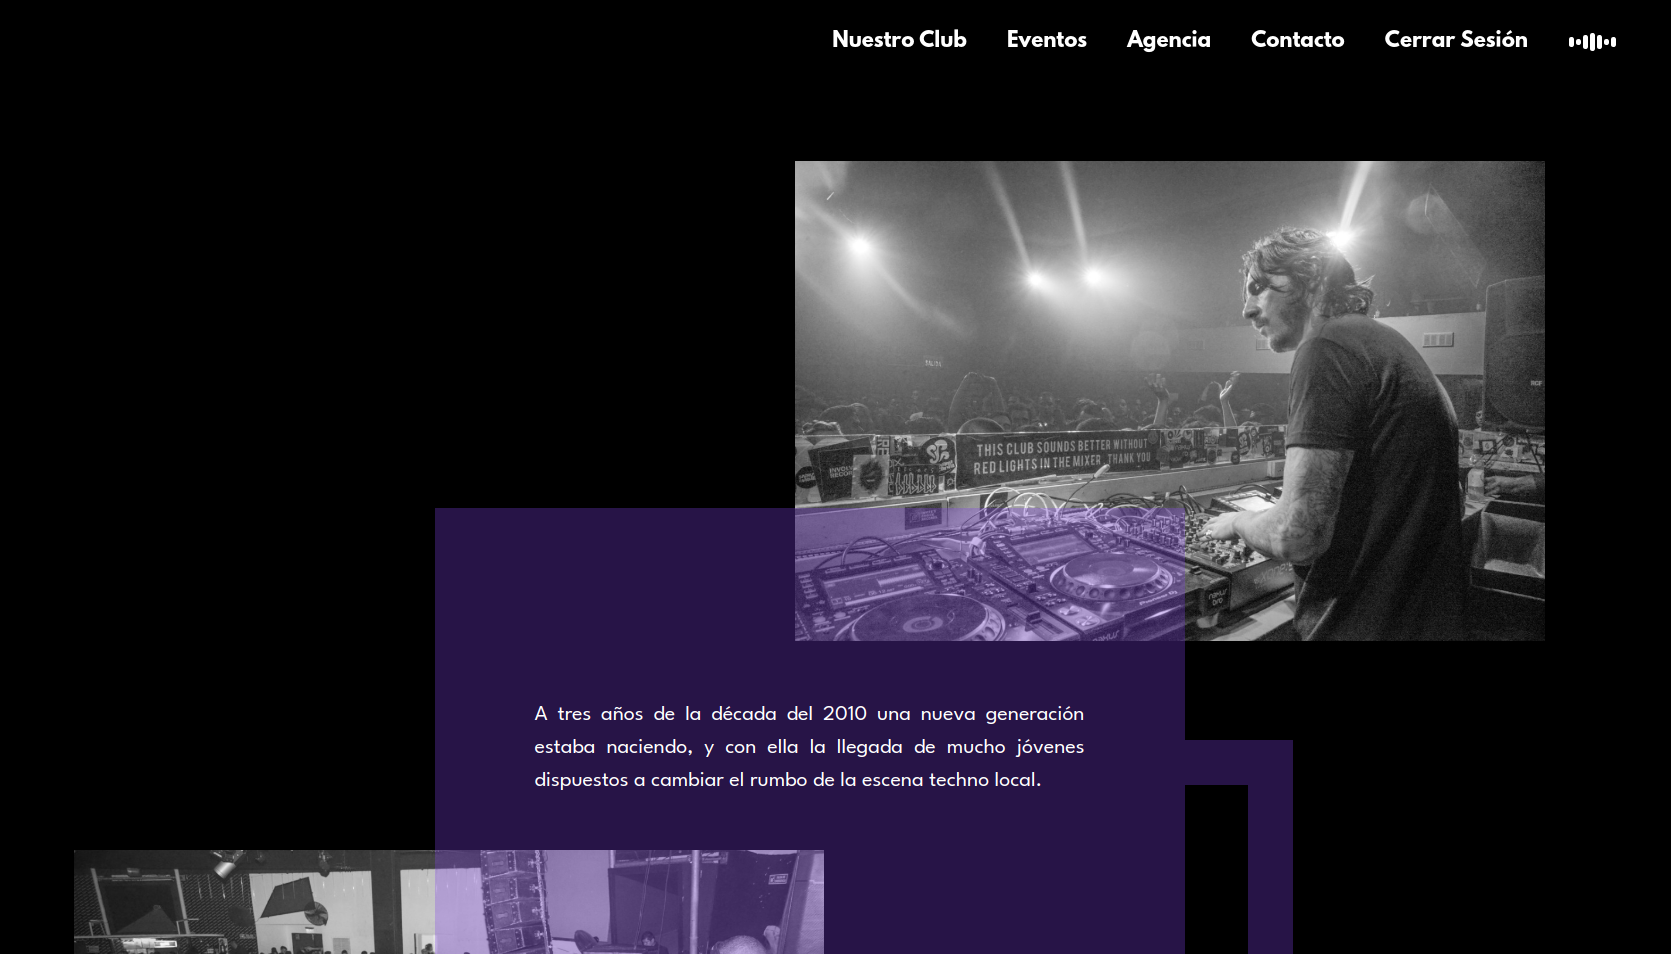 Nuestro Club Eventos Agencia Contacto Cerrar Sesión
THIS CLUB SOUNDS BETTER WITHOUT
RED LIGHTS IN THE MIXER. THANK YOU
A tres años de la década del 2010 una nueva generación
estaba naciendo, y con ella la llegada de mucho jóvenes
dispuestos a cambiar el rumbo de la escena techno local.